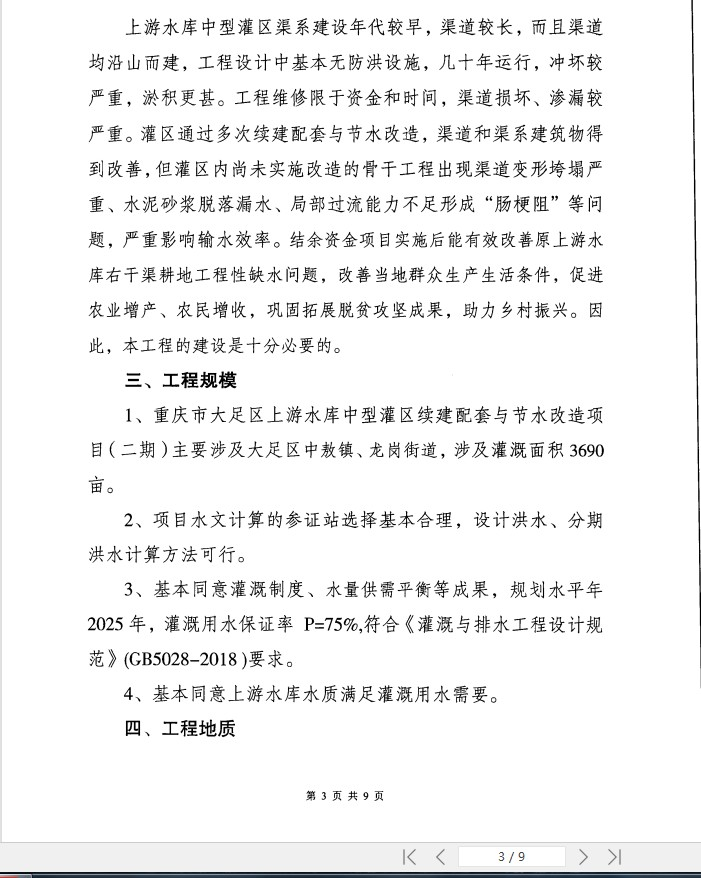 上游水库中型灌区渠系建设年代较早，渠道较长，而且渠道
均沿山而建，工程设计中基本无防洪设施，几十年运行，冲坏较
严重，淤积更甚。工程维修限于资金和时间，渠道损坏、渗漏较
严重。灌区通过多次续建配套与节水改造，渠道和渠系建筑物得
到改善，但灌区内尚未实施改造的骨干工程出现渠道变形垮塌严
重、水泥砂浆脱落漏水、局部过流能力不足形成“肠梗阻”等问
题，严重影响输水效率。结余资金项目实施后能有效改善原上游水
库右干渠耕地工程性缺水问题，改善当地群众生产生活条件，促进
农业增产、农民增收，巩固拓展脱贫攻坚成果，助力乡村振兴。因
此，本工程的建设是十分必要的。
三、工程规模
1、重庆市大足区上游水库中型灌区续建配套与节水改造项
目（二期）主要涉及大足区中敖镇、龙岗街道，涉及灌溉面积 3690
亩。
2、项目水文计算的参证站选择基本合理，设计洪水、分期
洪水计算方法可行。
3、基本同意灌溉制度、水量供需平衡等成果，规划水平年
2025 年，灌溉用水保证率 P=75%,符合《灌溉与排水工程设计规
范》(GB5028-2018 )要求。
4、基本同意上游水库水质满足灌溉用水需要。
四、工程地质
第 3 页 共 9 页
3 / 9